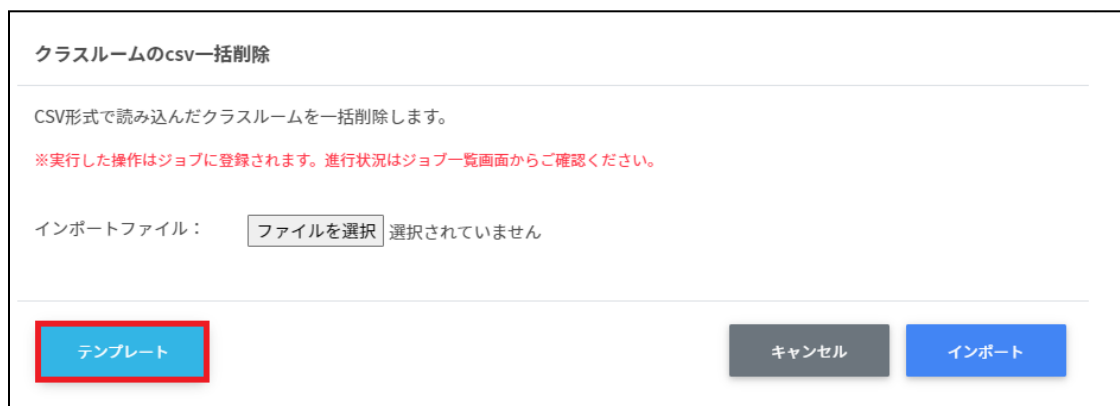 クラスルームのcsv一括削除
CSV形式で読み込んだクラスルームを一括削除します。
※実行した操作はジョブに登録されます。進行状況はジョブ一覧画面からご確認ください。
インポートファイル： ファイルを選択 選択されていません
テンプレート キャンセル インポート